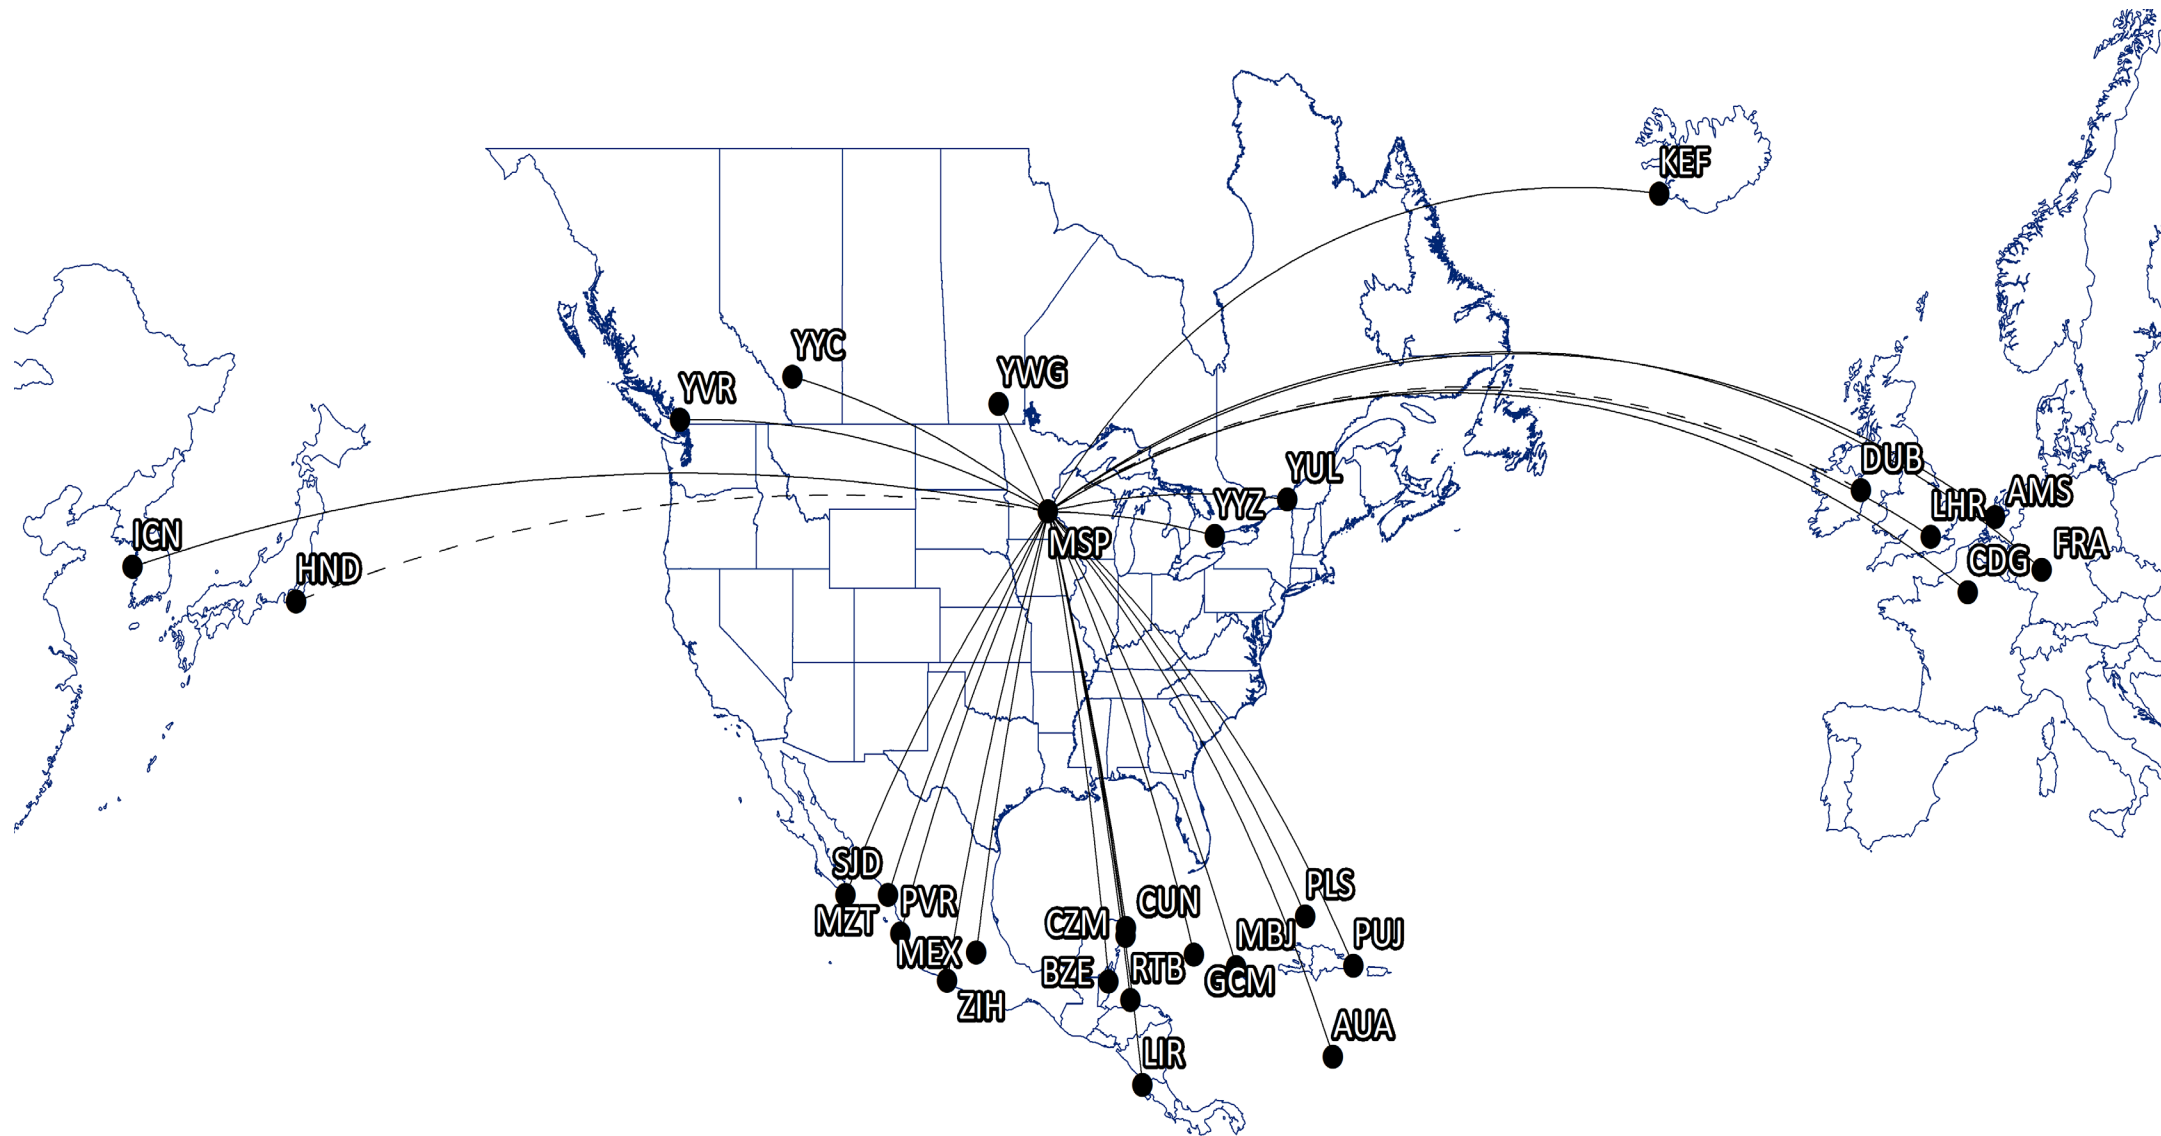 KEF
YYC
YWG
YVR
DUB
YUL
AMS
YYZ
LHR
ICN
MSP
FRA
CDG
HND
SJD
PLS
CUN
PVR
MZT
CZM
MBJ
PUJ
MEX
RTB
BZE
GCM
ZIH
AUA
LIR